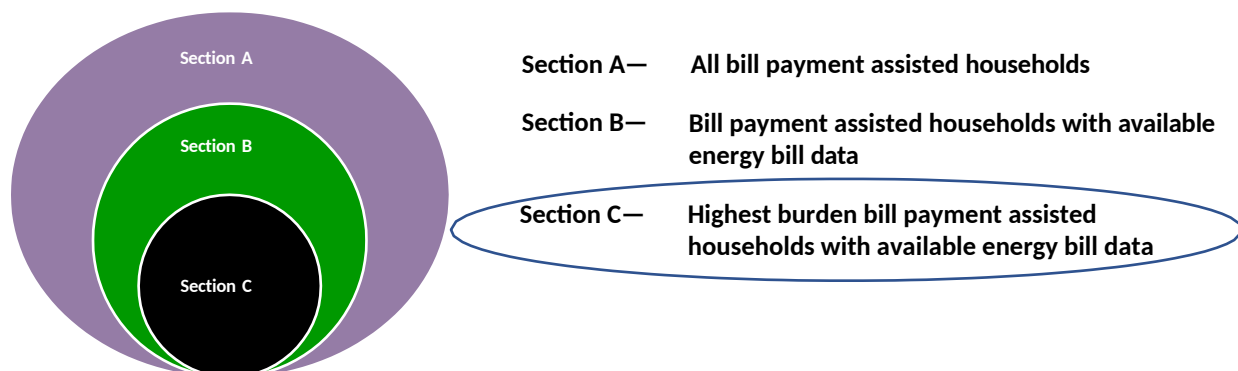 Section A
Section B
Section C
Section A— All bill payment assisted households
Section B— Bill payment assisted households with available
energy bill data
Section C— Highest burden bill payment assisted
households with available energy bill data